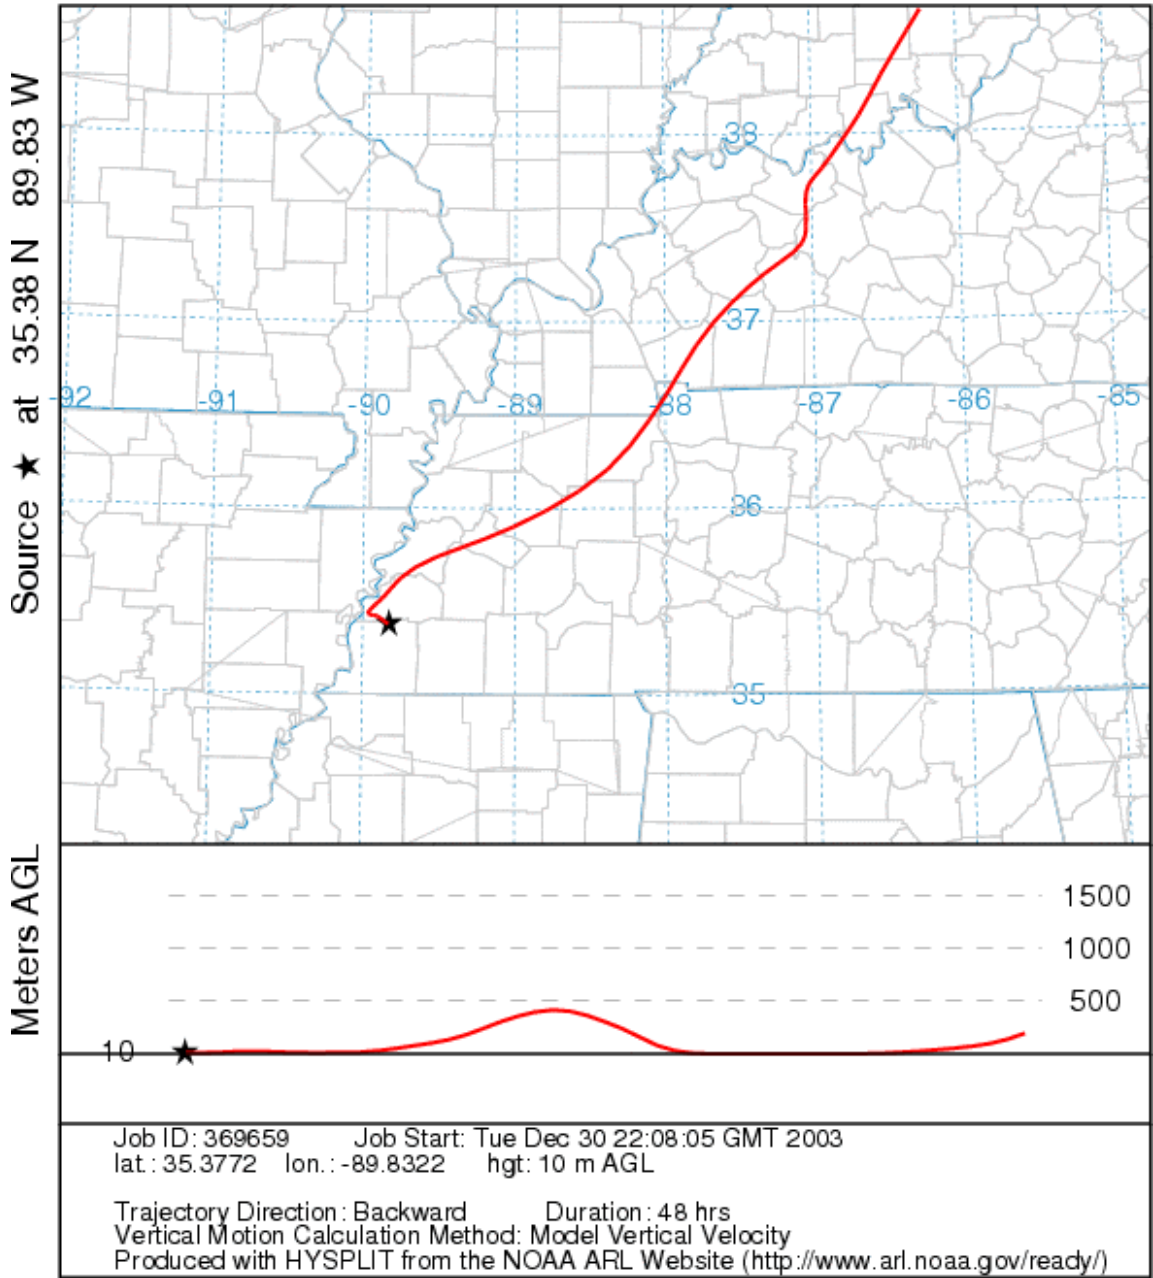 Source ★ at 35.38 N 89.83 W
38
37
-92 -91 -90 -89 -88 -87 -86 -85
36
35
Meters AGL
1500
1000
500
10
Job ID: 369659 Job Start: Tue Dec 30 22:08:05 GMT 2003
lat.: 35.3772 lon.: -89.8322 hgt: 10 m AGL
Trajectory Direction: Backward Duration: 48 hrs
Vertical Motion Calculation Method: Model Vertical Velocity
Produced with HYSPLIT from the NOAA ARL Website (http://www.arl.noaa.gov/ready/)